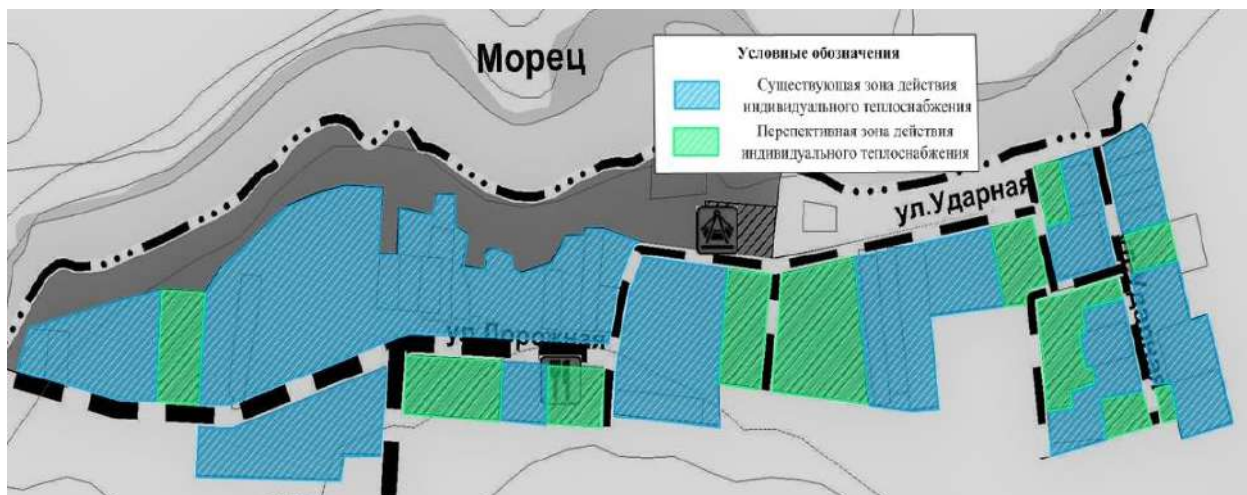 Морец
Условные обозначения
Существующая зона действия
индивидуального теплоснабжения
Перспективная зона действия
индивидуального теплоснабжения
ул.Ударная
ул.Дорожная